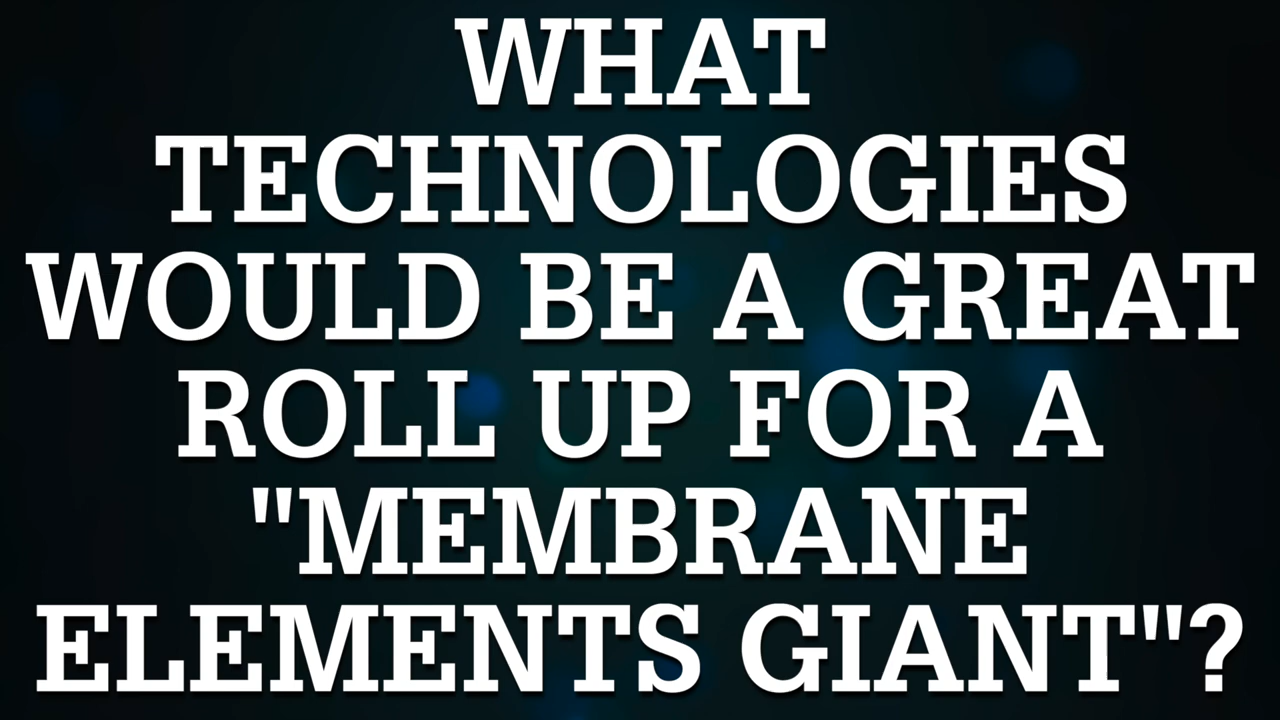 WHAT
TECHNOLOGIES
WOULD BE A GREAT
ROLL UP FOR A
"MEMBRANE
ELEMENTS GIANT"?